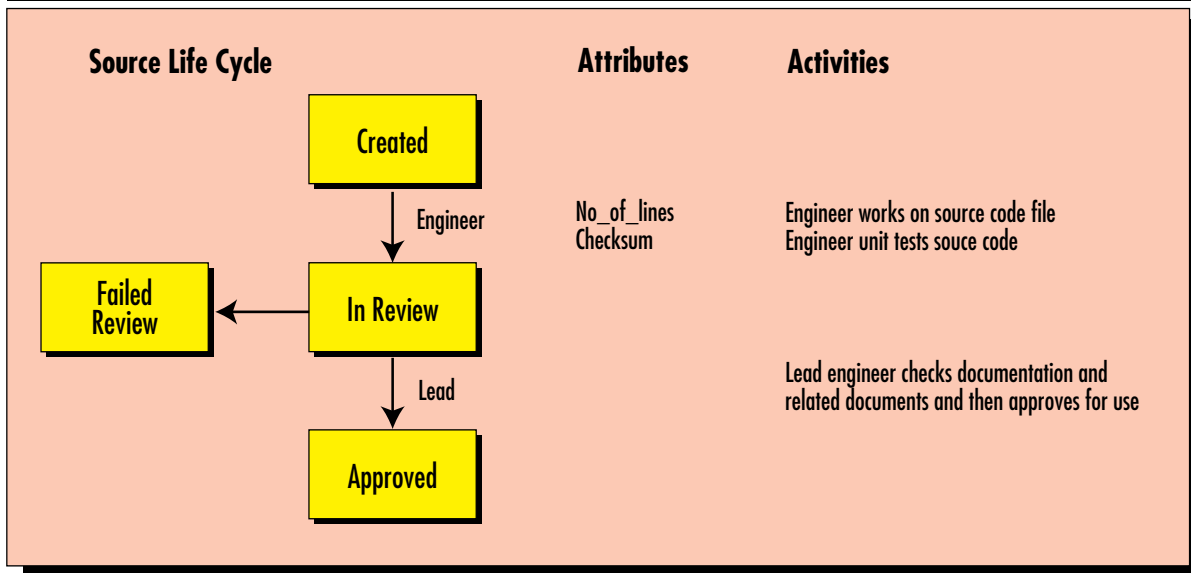 Source Life Cycle
Attributes
Activities
Created
Engineer
No_of_lines
Checksum
Engineer works on source code file
Engineer unit tests souce code
Failed
Review
In Review
Lead
Lead engineer checks documentation and
related documents and then approves for use
Approved